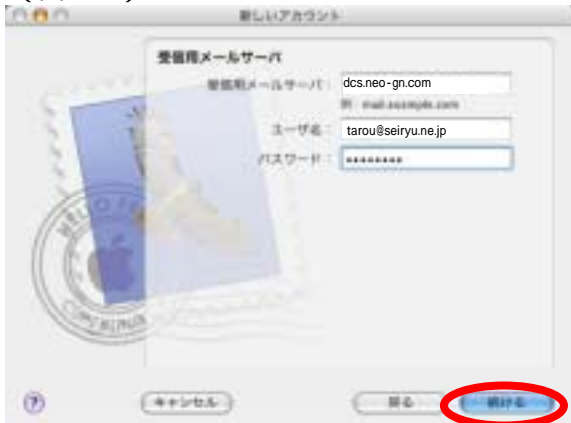 新しいアカウント
受信用メールサーバ
受信用メールサーバ： dcs.neo-gn.com
例：mail.example.com
ユーザ名： tarou@seiryu.ne.jp
パスワード： ••••••••
HELLO FROM
CUPERTINO
? キャンセル 戻る 続ける